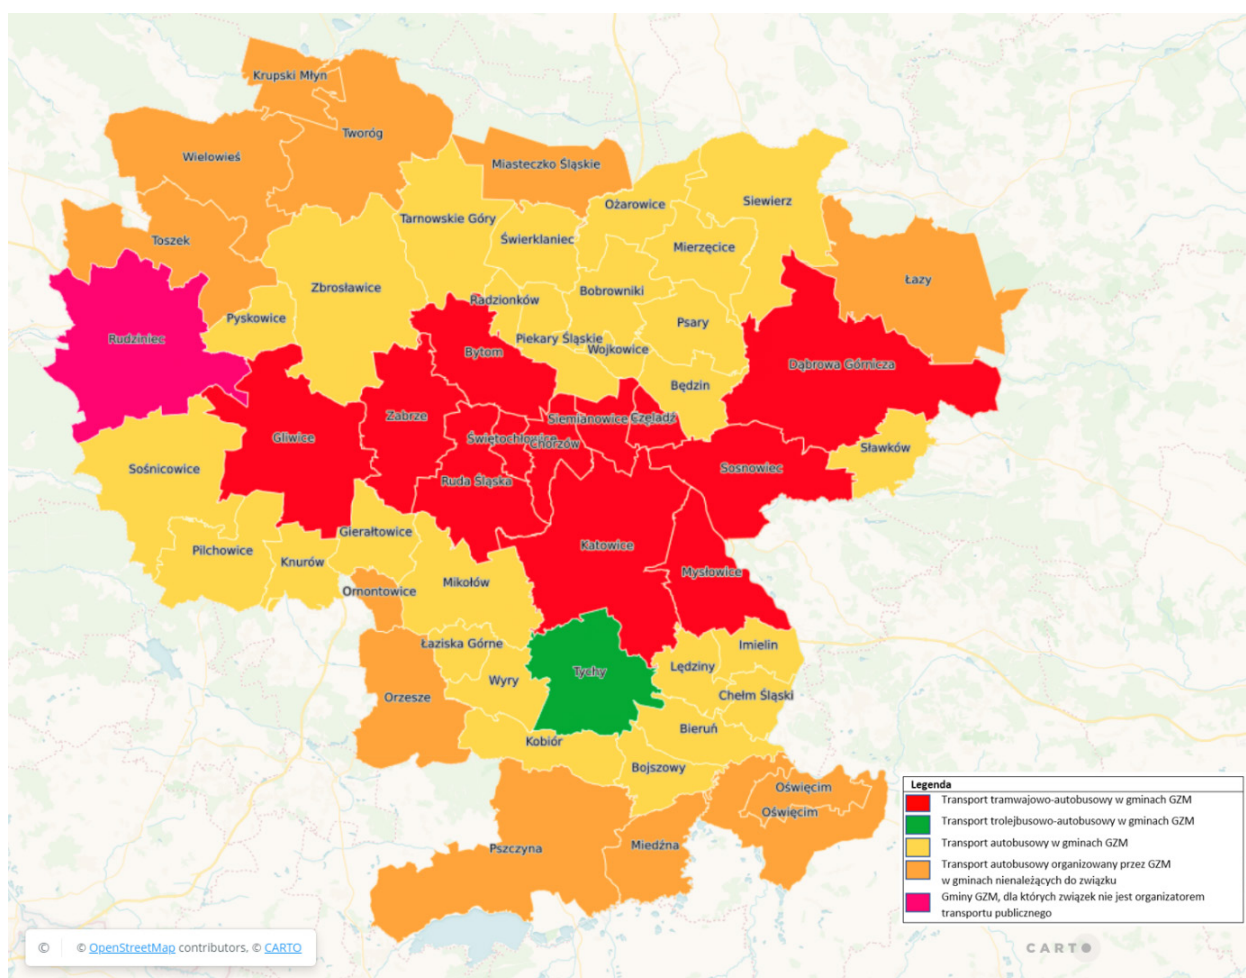 Krupski Młyn
Tworóg
Wielowieś
Miasteczko Śląskie
Siewierz
Ożarowice
Tarnowskie Góry
Świerklaniec
Toszek
Mierzęcice
Łazy
Zbrosławice
Bobrowniki
Radzionków
Pyskowice
Psary
Rudziniec
Piekary Śląskie
Wojkowice
Bytom
Dąbrowa Górnicza
Będzin
Zabrze
Siemianowice
Czeladź
Gliwice
Świętochłowice
Chorzów
Sławków
Sośnicowice
Sosnowiec
Ruda Śląska
Gierałtowice
Katowice
Pilchowice
Knurów
Mysłowice
Mikołów
Ornontowice
Łaziska Górne
Imielin
Lędziny
Tychy
Wyry
Orzesze
Chełm Śląski
Bieruń
Kobiór
Bojszowy
Oświęcim
Oświęcim
Miedźna
Pszczyna
Legenda
Transport tramwajowo-autobusowy w gminach GZM
Transport trolejbusowo-autobusowy w gminach GZM
Transport autobusowy w gminach GZM
Transport autobusowy organizowany przez GZM
w gminach nienależących do związku
Gminy GZM, dla których związek nie jest organizatorem
transportu publicznego
© © OpenStreetMap contributors, © CARTO
CARTO